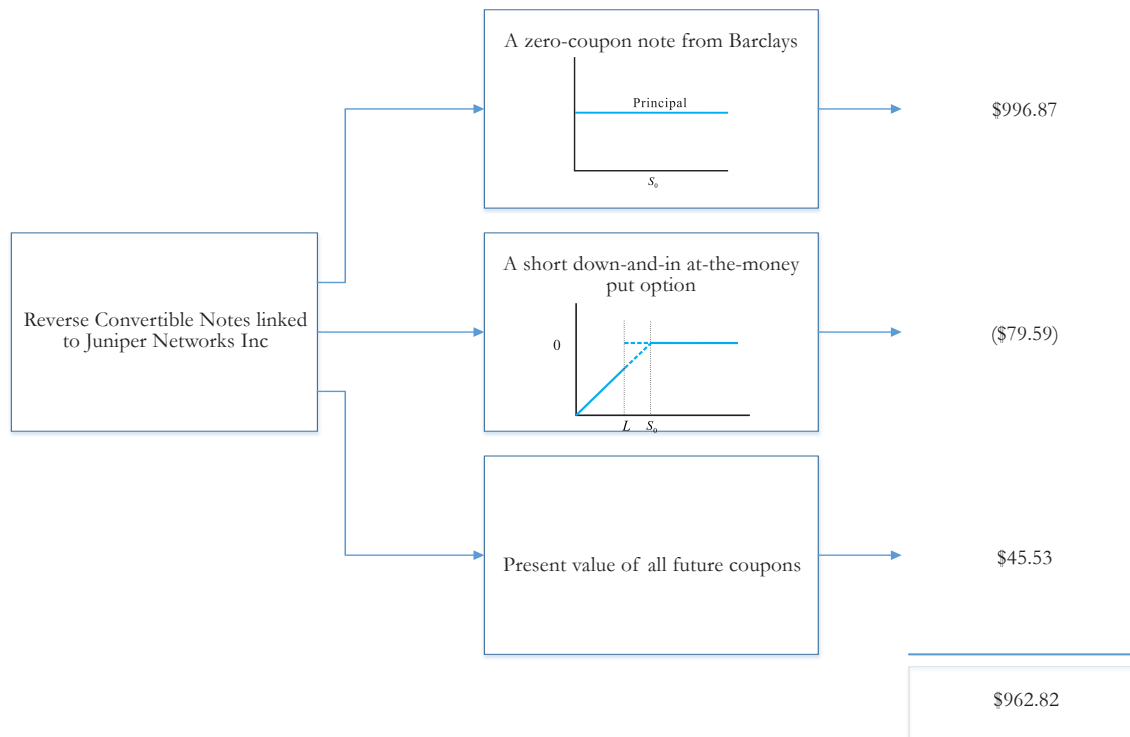 A zero-coupon note from Barclays
Principal
S0
$996.87
Reverse Convertible Notes linked
to Juniper Networks Inc
A short down-and-in at-the-money
put option
0
L S0
($79.59)
Present value of all future coupons
$45.53
$962.82